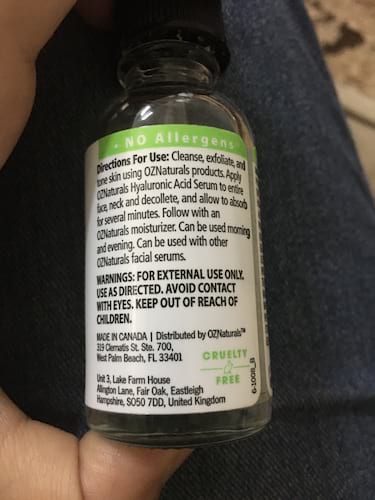 • NO Allergens
Directions For Use: Cleanse, exfoliate, and
tone skin using OZNaturals products. Apply
OZNaturals Hyaluronic Acid Serum to entire
face, neck and decollete, and allow to absorb
for several minutes. Follow with an
OZNaturals moisturizer. Can be used morning
and evening. Can be used with other
OZNaturals facial serums.
WARNINGS: FOR EXTERNAL USE ONLY.
USE AS DIRECTED. AVOID CONTACT
WITH EYES. KEEP OUT OF REACH OF
CHILDREN.
MADE IN CANADA | Distributed by OZNaturals™
319 Clematis St. Ste. 700,
West Palm Beach, FL 33401
CRUELTY
FREE
Unit 3, Lake Farm House
Allington Lane, Fair Oak, Eastleigh
Hampshire, SO50 7DD, United Kingdom